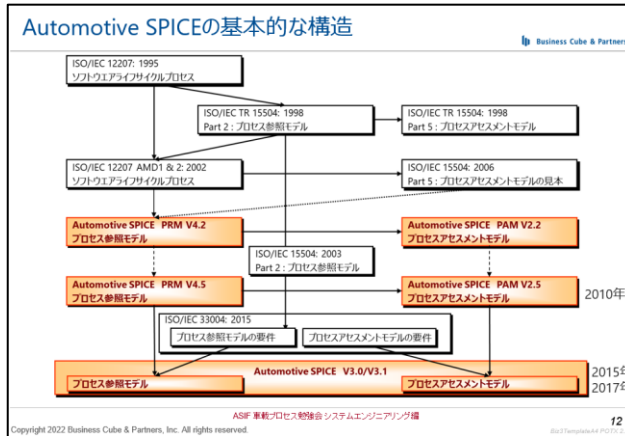 Automotive SPICEの基本的な構造
Business Cube & Partners
ISO/IEC 12207: 1995
ソフトウエアライフサイクルプロセス
ISO/IEC TR 15504: 1998
Part 2 : プロセス参照モデル
ISO/IEC TR 15504: 1998
Part 5 : プロセスアセスメントモデル
ISO/IEC 12207 AMD1 & 2: 2002
ソフトウエアライフサイクルプロセス
ISO/IEC 15504: 2006
Part 5 : プロセスアセスメントモデルの見本
Automotive SPICE PRM V4.2
プロセス参照モデル
Automotive SPICE PAM V2.2
プロセスアセスメントモデル
ISO/IEC 15504: 2003
Part 2 : プロセス参照モデル
Automotive SPICE PRM V4.5
プロセス参照モデル
Automotive SPICE PAM V2.5
プロセスアセスメントモデル
2010年
ISO/IEC 33004: 2015
プロセス参照モデルの要件
プロセスアセスメントモデルの要件
Automotive SPICE V3.0/V3.1
2015年
プロセス参照モデル
プロセスアセスメントモデル
2017年
ASIF 車載プロセス勉強会 システムエンジニアリング編
12
Copyright 2022 Business Cube & Partners, Inc. All rights reserved.